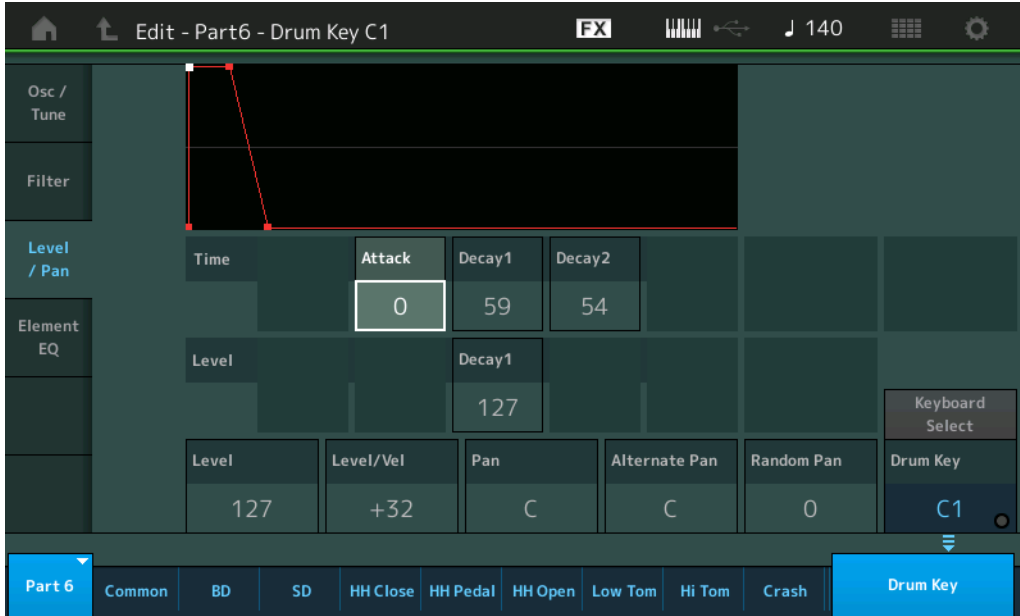 Edit - Part6 - Drum Key C1
FX
♩ 140
Osc /
Tune
Filter
Level
/ Pan
Element
EQ
Time
Attack
Decay1
Decay2
0
59
54
Level
Decay1
127
Keyboard
Select
Level
Level/Vel
Pan
Alternate Pan
Random Pan
Drum Key
127
+32
C
C
0
C1
Part 6
Common
BD
SD
HH Close
HH Pedal
HH Open
Low Tom
Hi Tom
Crash
Drum Key